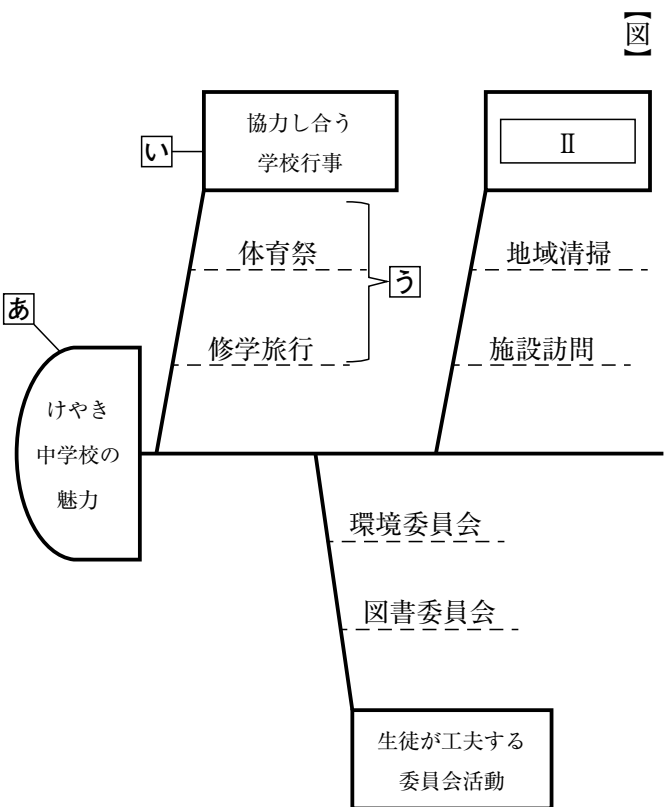 【図】
協力し合う
学校行事
い
Ⅱ
体育祭
修学旅行
う
地域清掃
施設訪問
あ
けやき
中学校の
魅力
環境委員会
図書委員会
生徒が工夫する
委員会活動